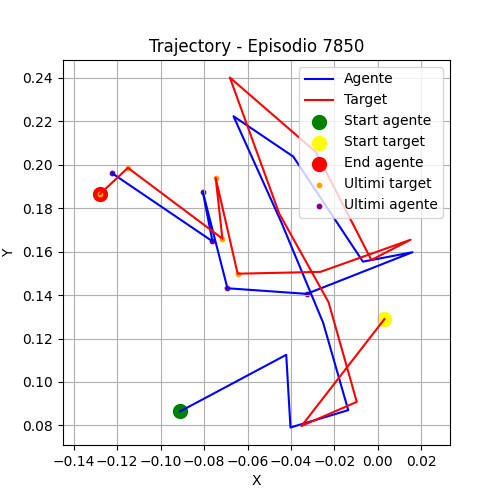 Trajectory - Episodio 7850
Agente
Target
Start agente
Start target
End agente
Ultimi target
Ultimi agente
0.24
0.22
0.20
0.18
0.16
0.14
0.12
0.10
0.08
Y
−0.14 −0.12 −0.10 −0.08 −0.06 −0.04 −0.02 0.00 0.02
X